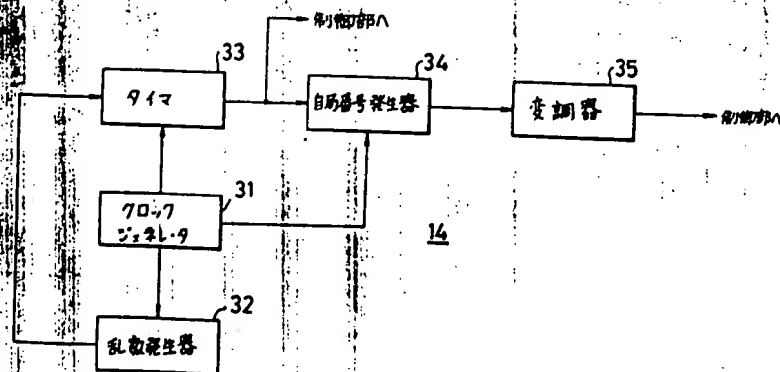 制御部へ
33
タイマ
34
自局番号発生器
35
変調器
制御部へ
31
クロック
ジェネレータ
14
32
乱数発生器